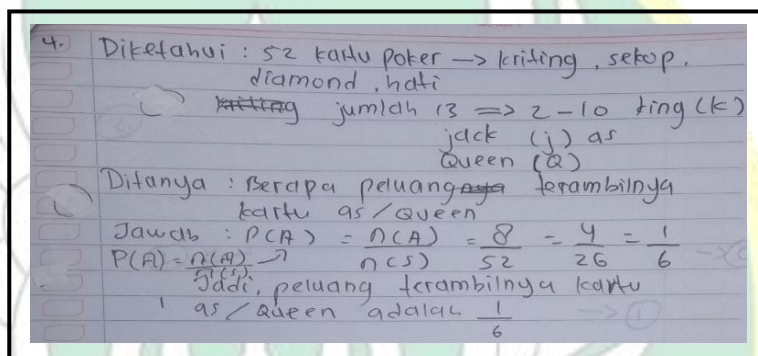 4. Diketahui : 52 kartu poker → kriting, sekop,
diamond, hati
jumlah 13 => 2-10 king (k)
jack (j) as
Queen (Q)
Ditanya : Berapa peluang terambilnya
kartu as / Queen
Jawab : P(A) = n(A) / n(S) = 8/52 = 4/26 = 1/6
P(A) = n(A) / n(S)
Jadi, peluang terambilnya kartu
as / Queen adalah 1/6
→ ①